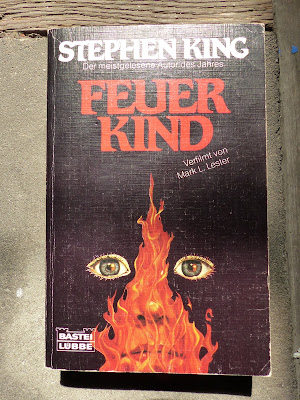 STEPHEN KING
Der meistgelesene Autor des Jahres
FEUER
KIND
Verfilmt von
Mark L. Lester
BASTEI
LÜBBE